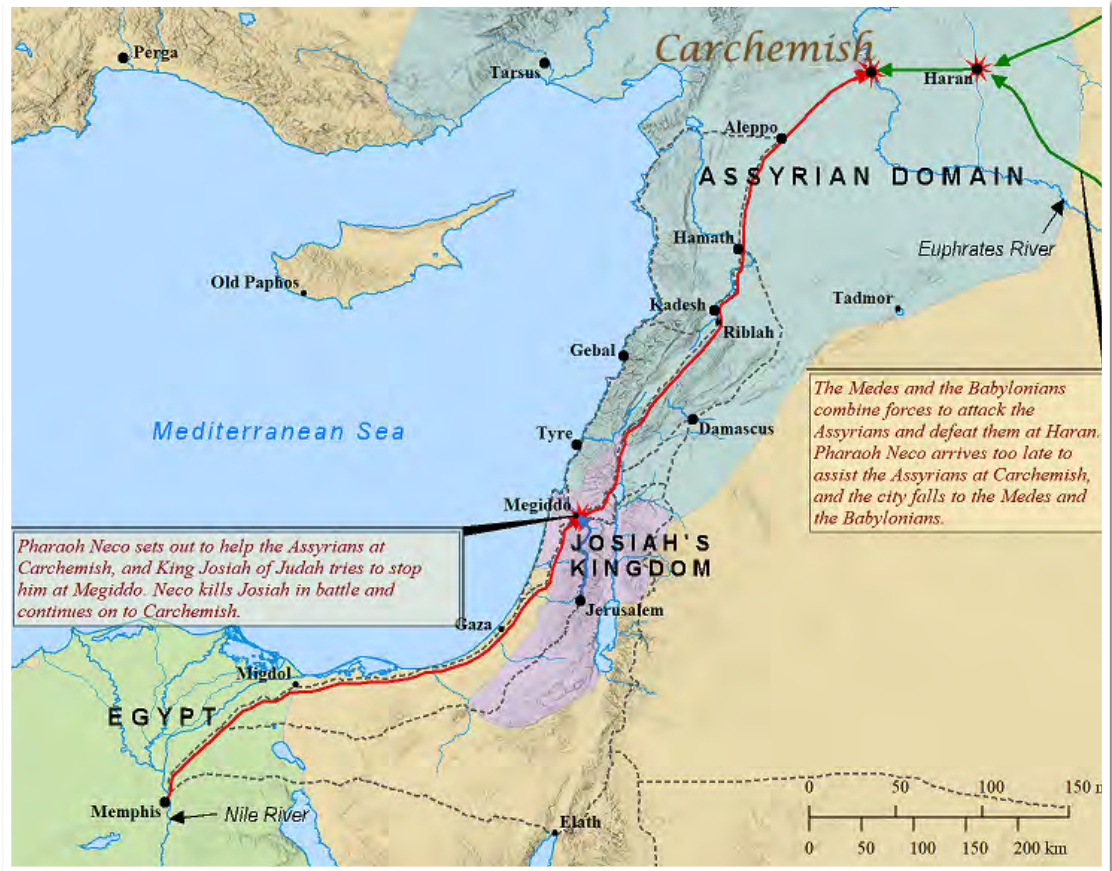 Carchemish
Perga
Tarsus
Haran
Aleppo
ASSYRIAN DOMAIN
Hamath
Euphrates River
Old Paphos
Kadesh
Tadmor
Riblah
Gebal
The Medes and the Babylonians
combine forces to attack the
Assyrians and defeat them at Haran.
Pharaoh Neco arrives too late to
assist the Assyrians at Carchemish,
and the city falls to the Medes and
the Babylonians.
Mediterranean Sea
Tyre
Damascus
Megiddo
JOSIAH'S
KINGDOM
Pharaoh Neco sets out to help the Assyrians at
Carchemish, and King Josiah of Judah tries to stop
him at Megiddo. Neco kills Josiah in battle and
continues on to Carchemish.
Jerusalem
Gaza
Migdol
EGYPT
Memphis
Nile River
Elath
0 50 100 150
0 50 100 150 200 km